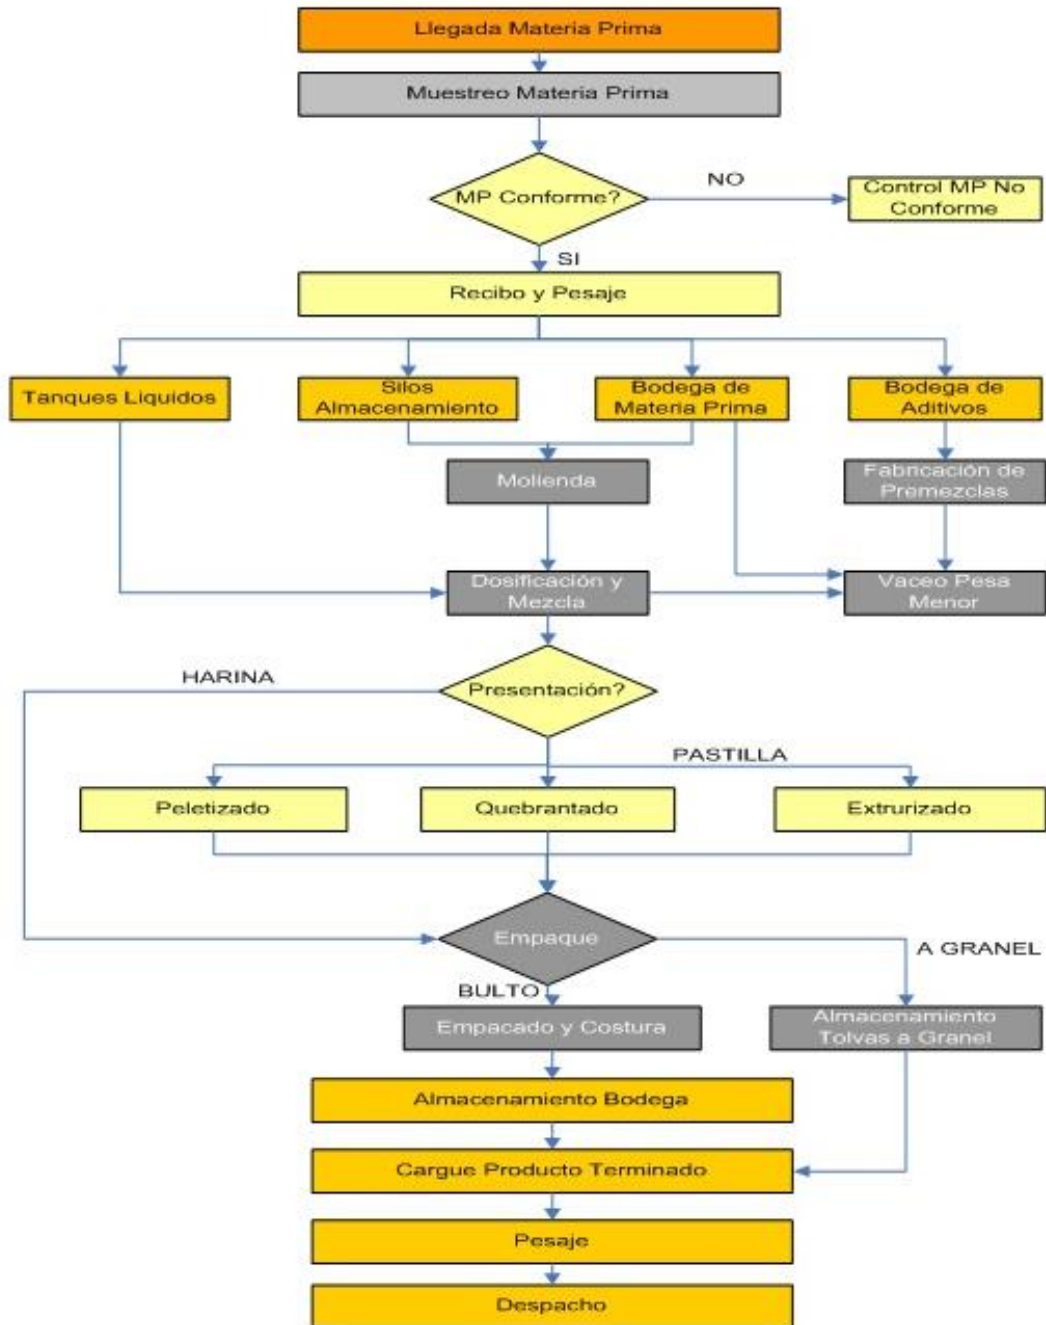 Llegada Materia Prima
Muestreo Materia Prima
MP Conforme?
NO
Control MP No
Conforme
SI
Recibo y Pesaje
Tanques Liquidos
Silos
Almacenamiento
Bodega de
Materia Prima
Bodega de
Aditivos
Molienda
Fabricación de
Premezclas
Dosificación y
Mezcla
Vaceo Pesa
Menor
HARINA
Presentación?
PASTILLA
Peletizado
Quebrantado
Extrurizado
Empaque
A GRANEL
BULTO
Empacado y Costura
Almacenamiento
Tolvas a Granel
Almacenamiento Bodega
Cargue Producto Terminado
Pesaje
Despacho